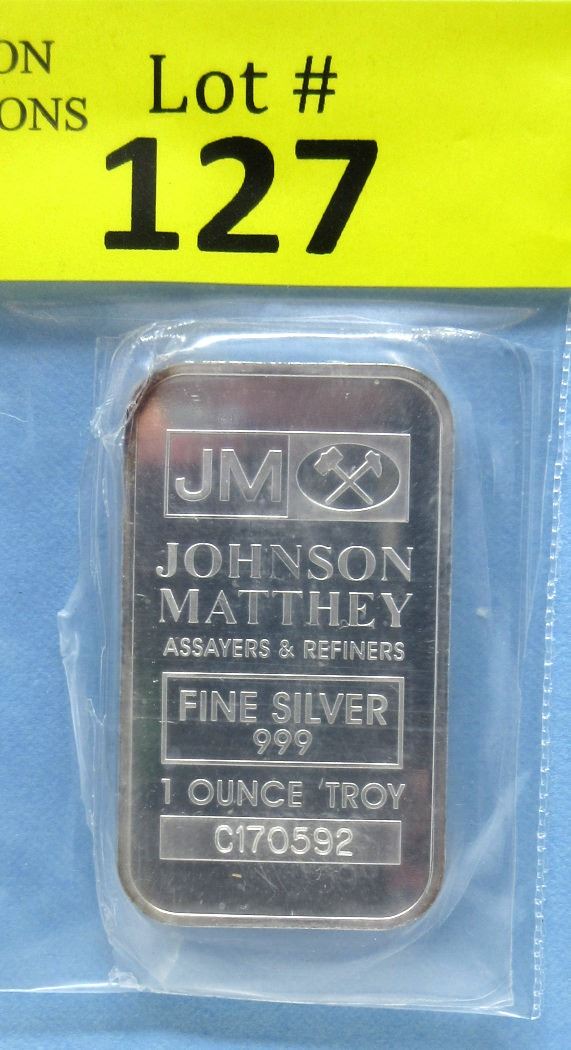 ON
ONS
Lot #
127
JM
JOHNSON
MATTHEY
ASSAYERS & REFINERS
FINE SILVER
999
1 OUNCE TROY
C170592